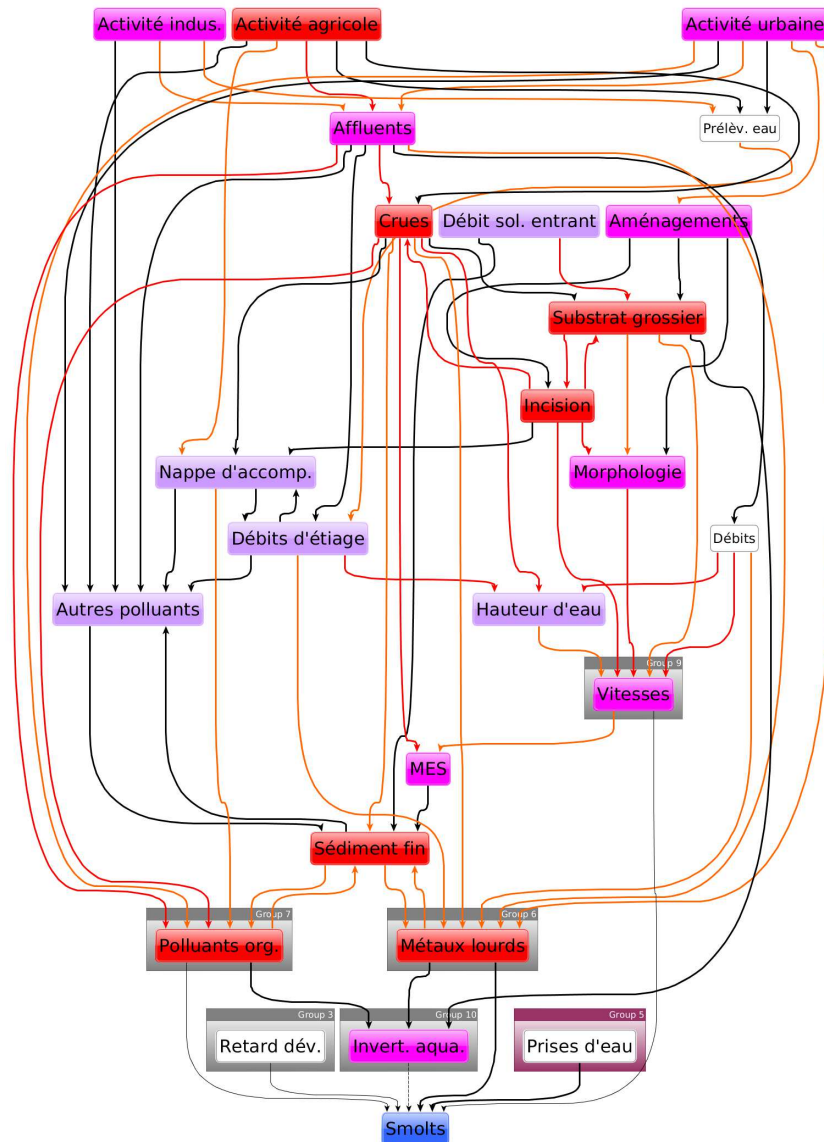 Activité indus.
Activité agricole
Activité urbaine
Affluents
Prélèv. eau
Crues
Débit sol. entrant
Aménagements
Substrat grossier
Incision
Nappe d'accomp.
Morphologie
Débits d'étiage
Débits
Autres polluants
Hauteur d'eau
Group 9
Vitesses
MES
Sédiment fin
Group 7
Group 6
Polluants org.
Métaux lourds
Group 3
Group 10
Group 5
Retard dév.
Invert. aqua.
Prises d'eau
Smolts